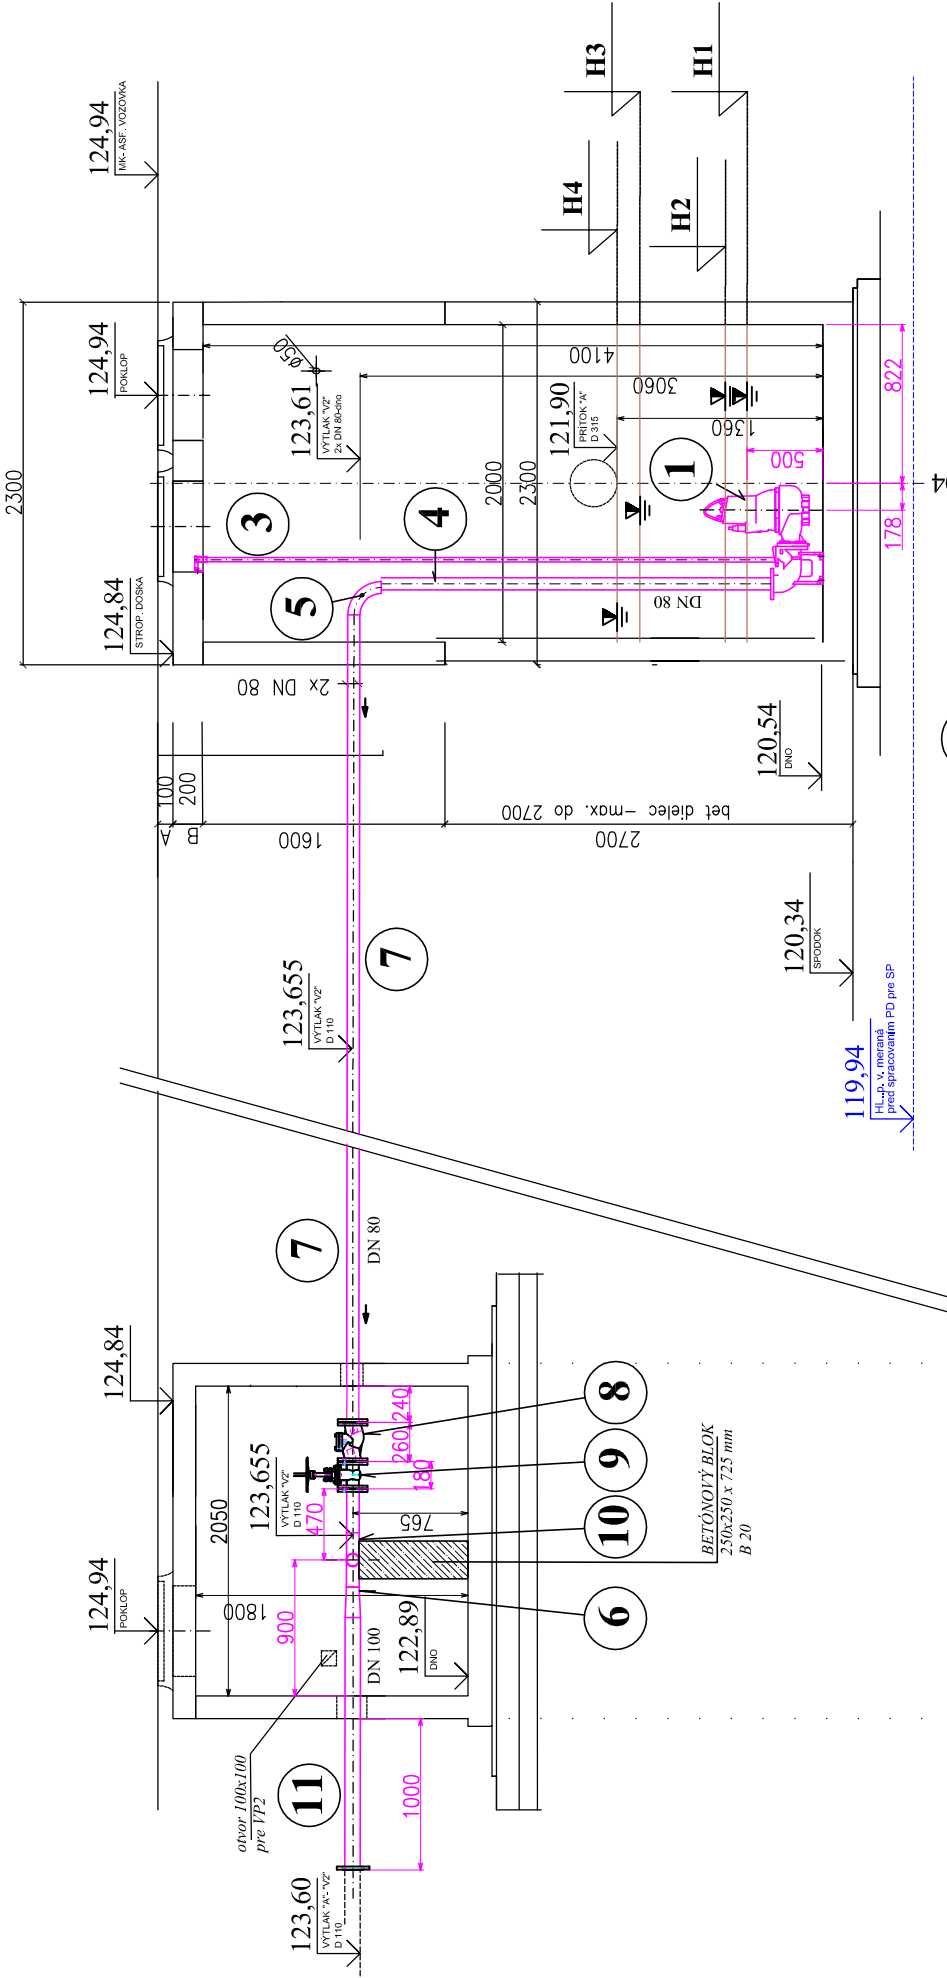 2300
124,94
MK- ASF. VOZOVKA
124,94
POKLOP
124,84
STROP. DOSKA
H3
H1
H4
H2
Ø50
123,61
VÝTLAK "V2"
2x DN 80-dno
4100
3060
1360
121,90
PRÍTOK "A"
D 315
2000
2300
500
822
178
1
3
4
5
DN 80
2x DN 80
100
200
A
B
1600
2700
bet dielec -max. do 2700
120,54
DNO
120,34
SPODOK
119,94
HL. p. v. meraná
pred spracovaním PD pre SP
7
123,655
VÝTLAK "V2"
D 110
7
DN 80
124,84
124,94
POKLOP
2050
123,655
VÝTLAK "V2"
D 110
470
240
260
180
765
1800
900
8
9
10
6
BETÓNOVÝ BLOK
250x250 x 725 mm
B 20
122,89
DNO
DN 100
otvor 100x100
pre VP2
11
1000
123,60
VÝTLAK "A"- "V2"
D 110